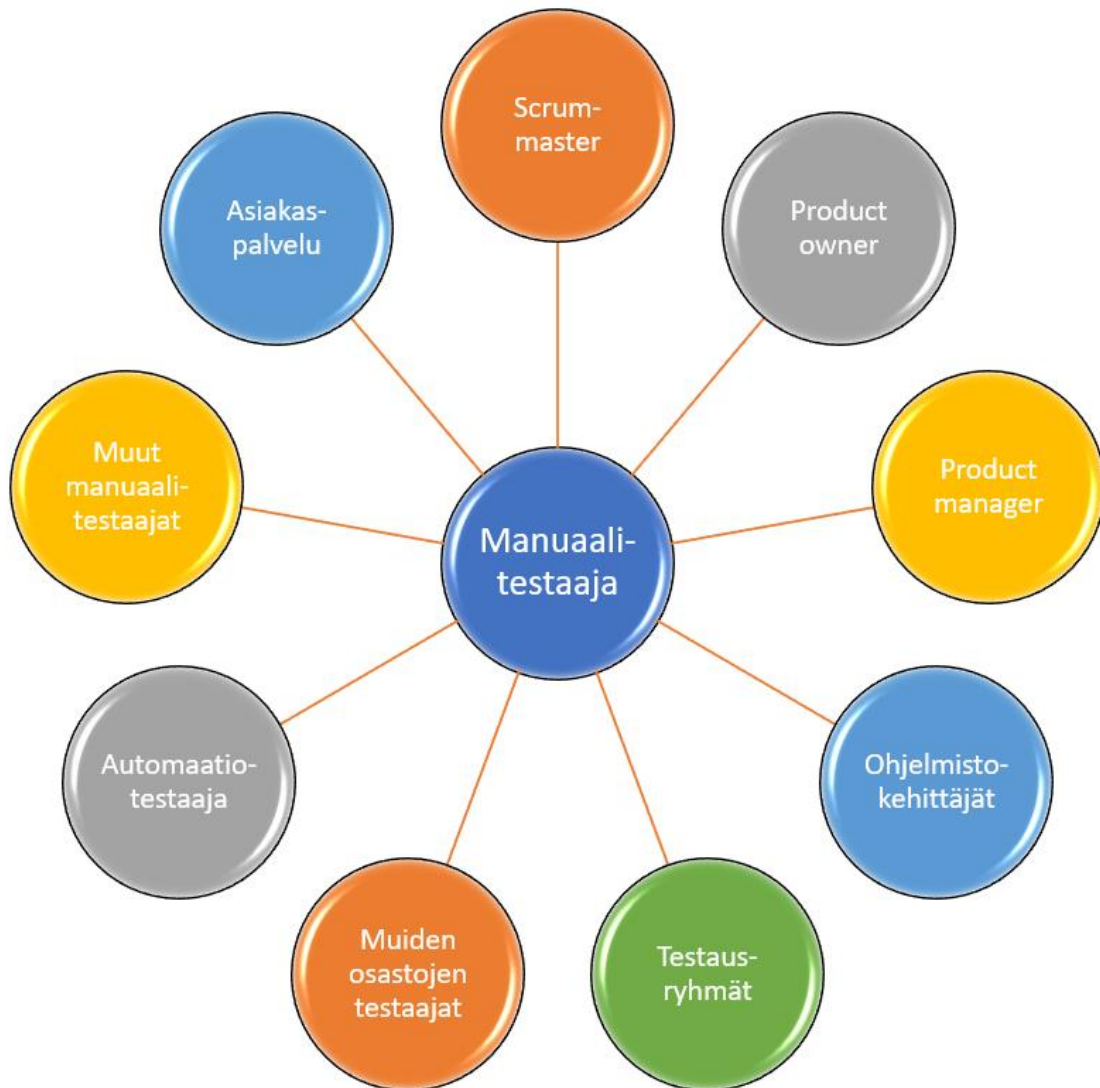 Scrum-
master
Asiakas-
palvelu
Product
owner
Muut
manuaali-
testaajat
Product
manager
Manuaali-
testaaja
Automaatio-
testaaja
Ohjelmisto-
kehittäjät
Muiden
osastojen
testaajat
Testaus-
ryhmät